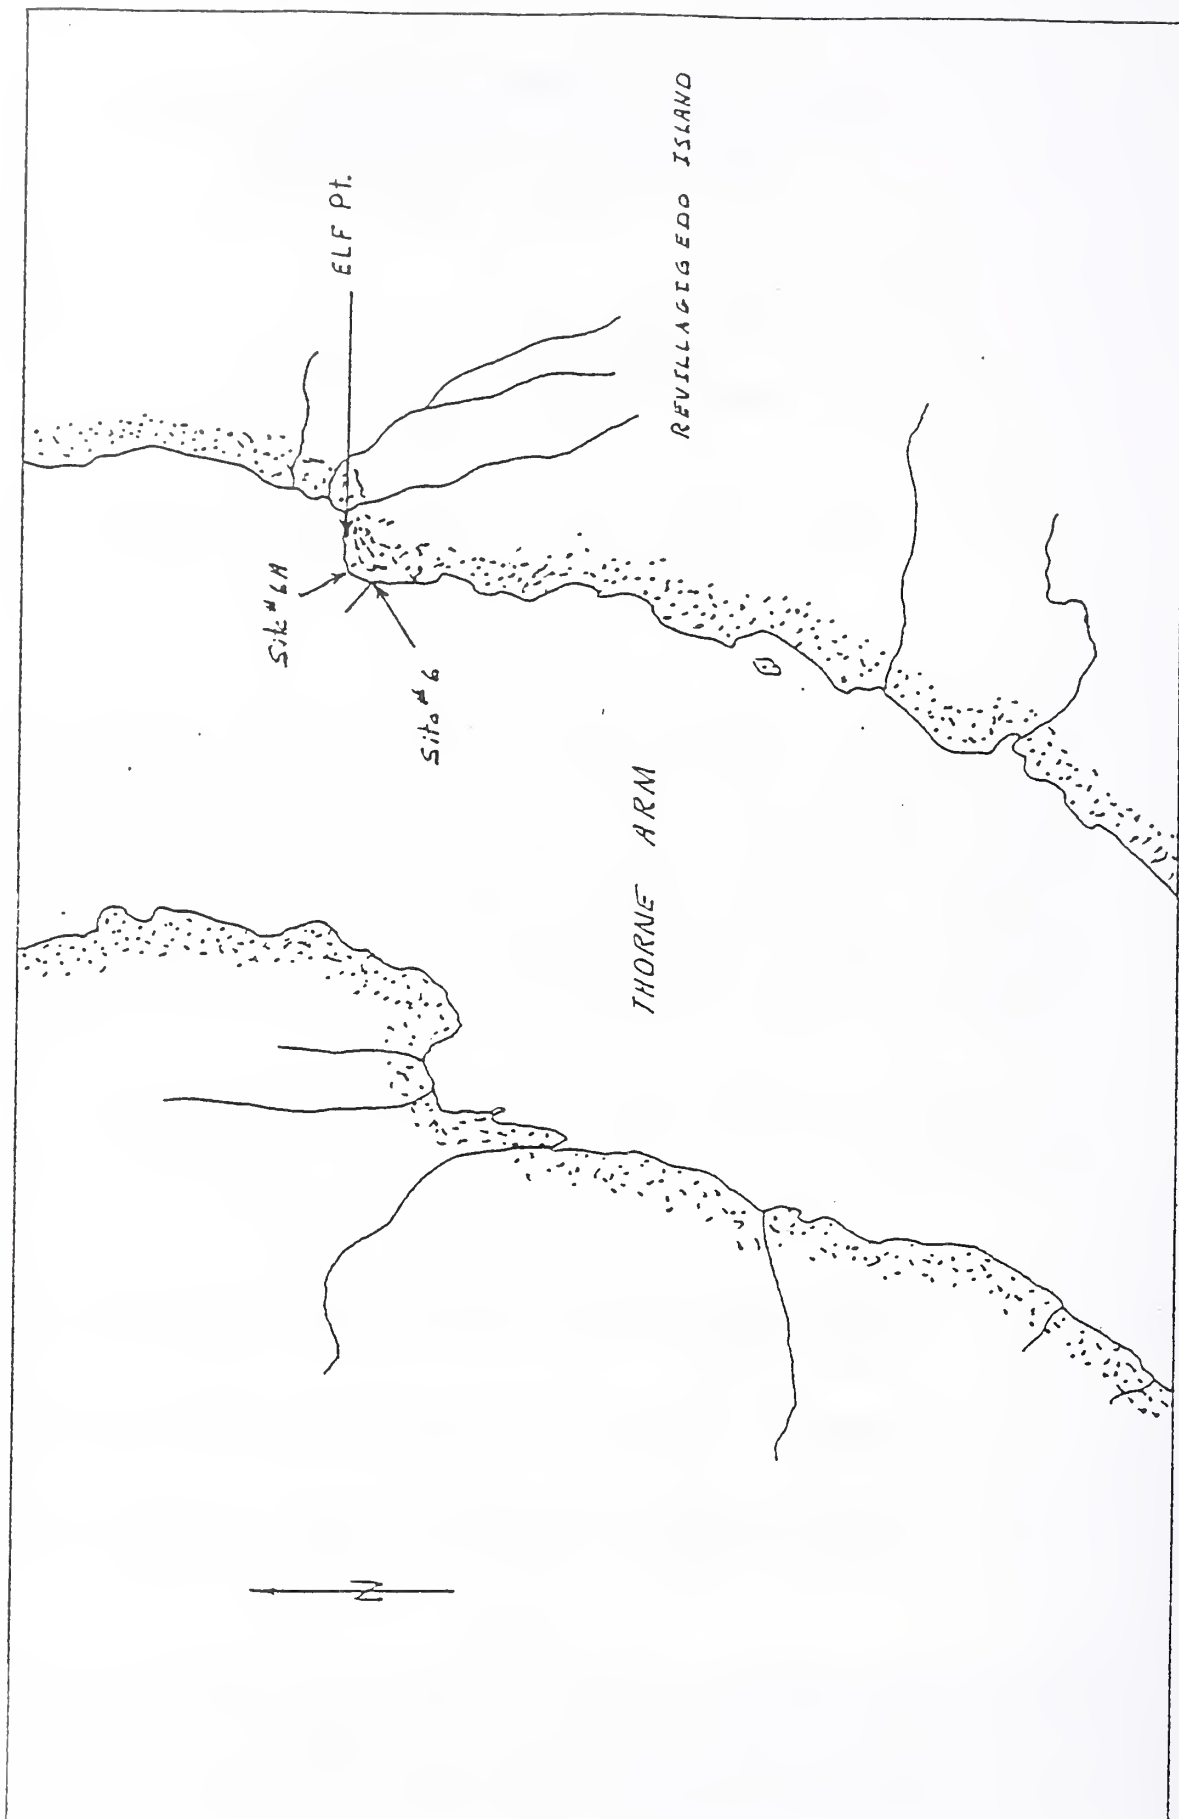 ELF Pt.
REVILLAGIGEDO ISLAND
Site #6A
Site #6
THORNE ARM
N